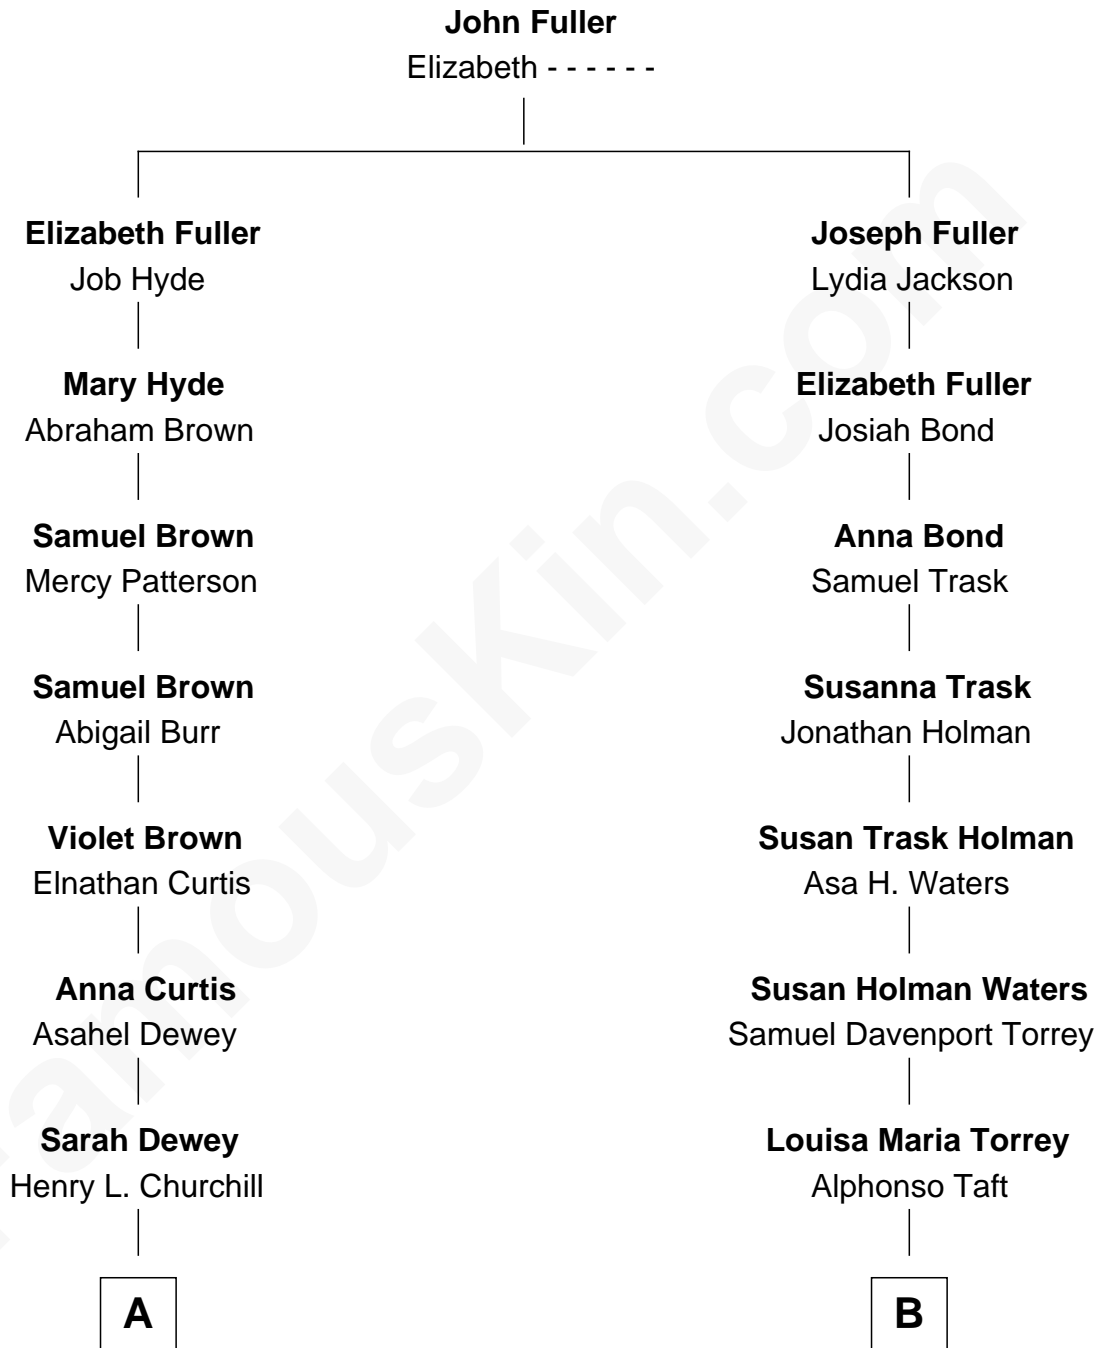 John Fuller
Elizabeth - - - - - -
Elizabeth Fuller
Job Hyde
Joseph Fuller
Lydia Jackson
Mary Hyde
Abraham Brown
Elizabeth Fuller
Josiah Bond
Samuel Brown
Mercy Patterson
Anna Bond
Samuel Trask
Samuel Brown
Abigail Burr
Susanna Trask
Jonathan Holman
Violet Brown
Elnathan Curtis
Susan Trask Holman
Asa H. Waters
Anna Curtis
Asahel Dewey
Susan Holman Waters
Samuel Davenport Torrey
Sarah Dewey
Henry L. Churchill
Louisa Maria Torrey
Alphonso Taft
A
B
FamousKin.com